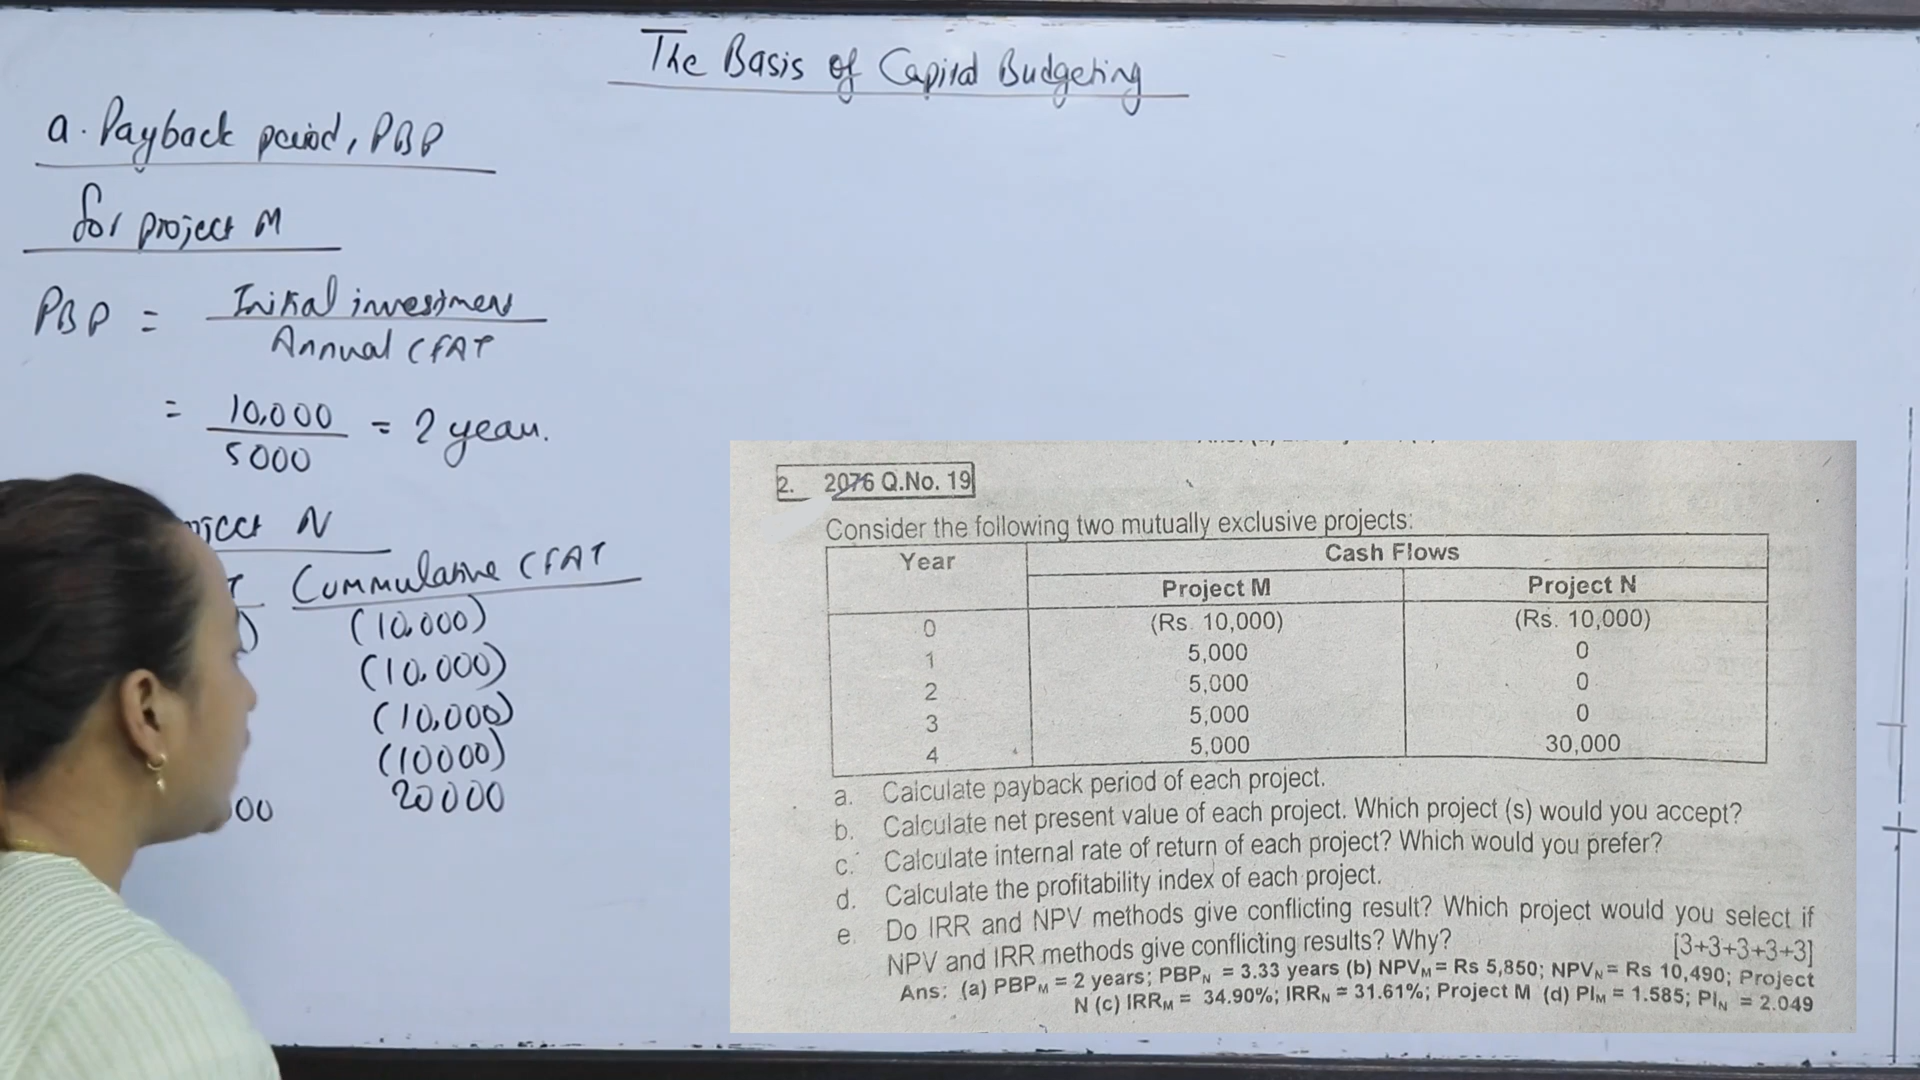 The Basis of Capital Budgeting
a. Payback period, PBP
for project M
PBP = Initial investment
Annual CFAT
= 10,000 = 2 year.
5000
N
Cummulative CFAT
(10,000)
(10,000)
(10,000)
(10000)
00 20000
2. 2076 Q.No. 19
Consider the following two mutually exclusive projects:
Year Cash Flows
Project M Project N
0 (Rs. 10,000) (Rs. 10,000)
1 5,000 0
2 5,000 0
3 5,000 0
4 5,000 30,000
a. Calculate payback period of each project.
b. Calculate net present value of each project. Which project (s) would you accept?
c. Calculate internal rate of return of each project? Which would you prefer?
d. Calculate the profitability index of each project.
e. Do IRR and NPV methods give conflicting result? Which project would you select if
NPV and IRR methods give conflicting results? Why? [3+3+3+3+3]
Ans: (a) PBPM = 2 years; PBPN = 3.33 years (b) NPVM = Rs 5,850; NPVN = Rs 10,490; Project
N (c) IRRM = 34.90%; IRRN = 31.61%; Project M (d) PIM = 1.585; PIN = 2.049